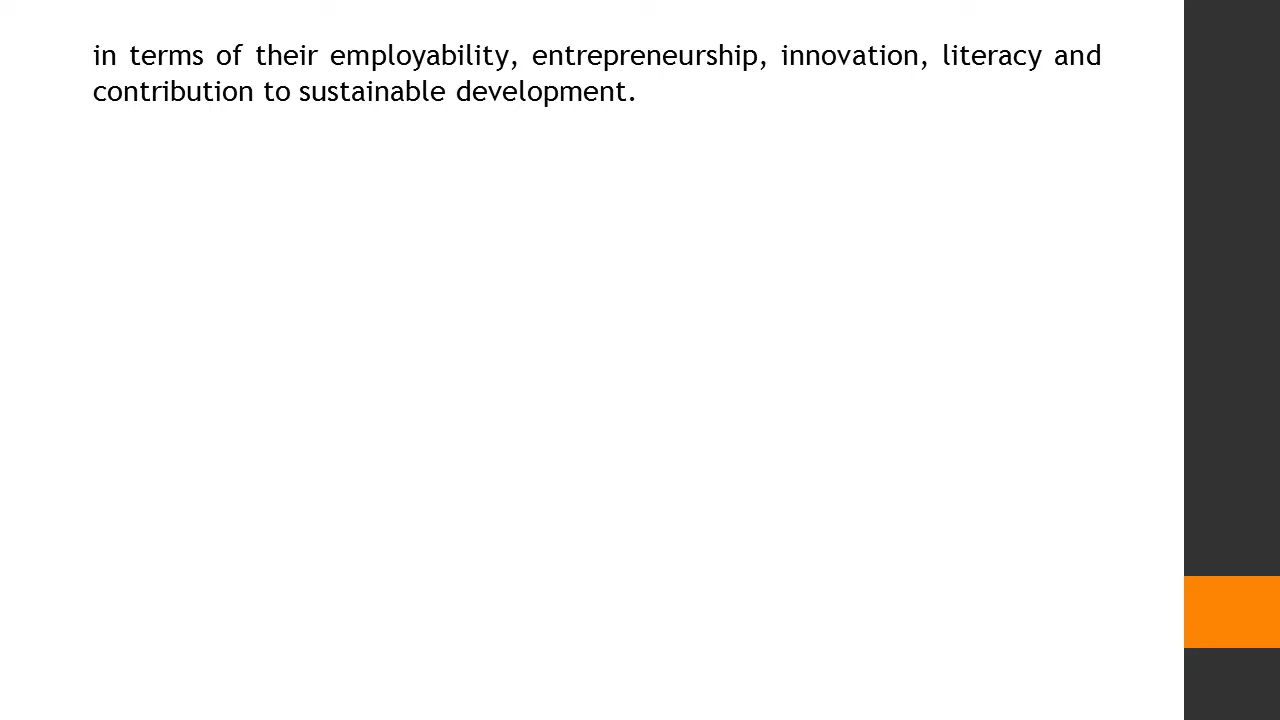 in terms of their employability, entrepreneurship, innovation, literacy and
contribution to sustainable development.